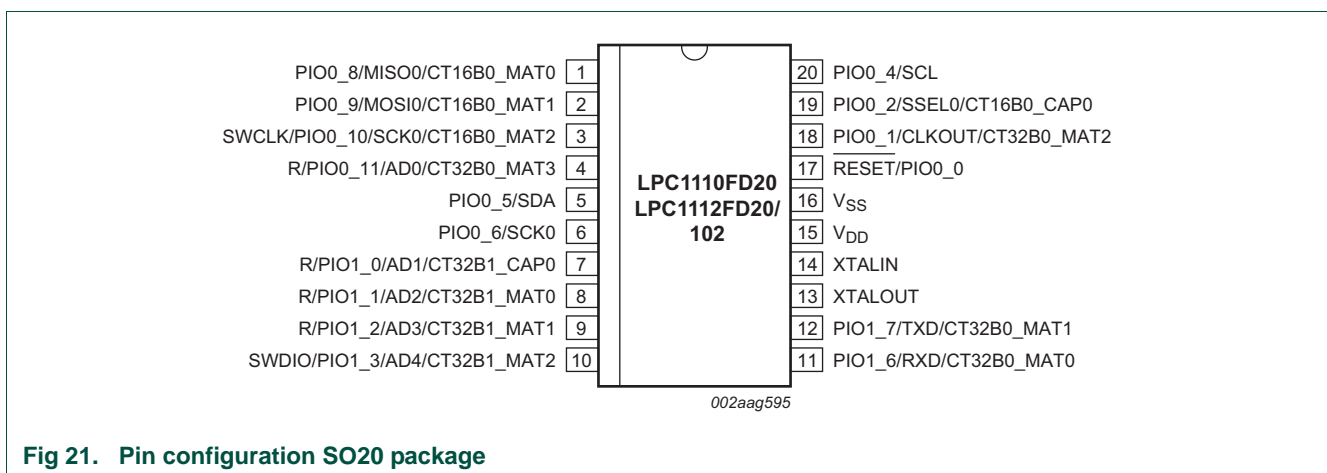 PIO0_8/MISO0/CT16B0_MAT0 1
PIO0_9/MOSI0/CT16B0_MAT1 2
SWCLK/PIO0_10/SCK0/CT16B0_MAT2 3
R/PIO0_11/AD0/CT32B0_MAT3 4
PIO0_5/SDA 5
PIO0_6/SCK0 6
R/PIO1_0/AD1/CT32B1_CAP0 7
R/PIO1_1/AD2/CT32B1_MAT0 8
R/PIO1_2/AD3/CT32B1_MAT1 9
SWDIO/PIO1_3/AD4/CT32B1_MAT2 10
LPC1110FD20
LPC1112FD20/
102
20 PIO0_4/SCL
19 PIO0_2/SSEL0/CT16B0_CAP0
18 PIO0_1/CLKOUT/CT32B0_MAT2
17 RESET/PIO0_0
16 VSS
15 VDD
14 XTALIN
13 XTALOUT
12 PIO1_7/TXD/CT32B0_MAT1
11 PIO1_6/RXD/CT32B0_MAT0
002aag595
Fig 21. Pin configuration SO20 package